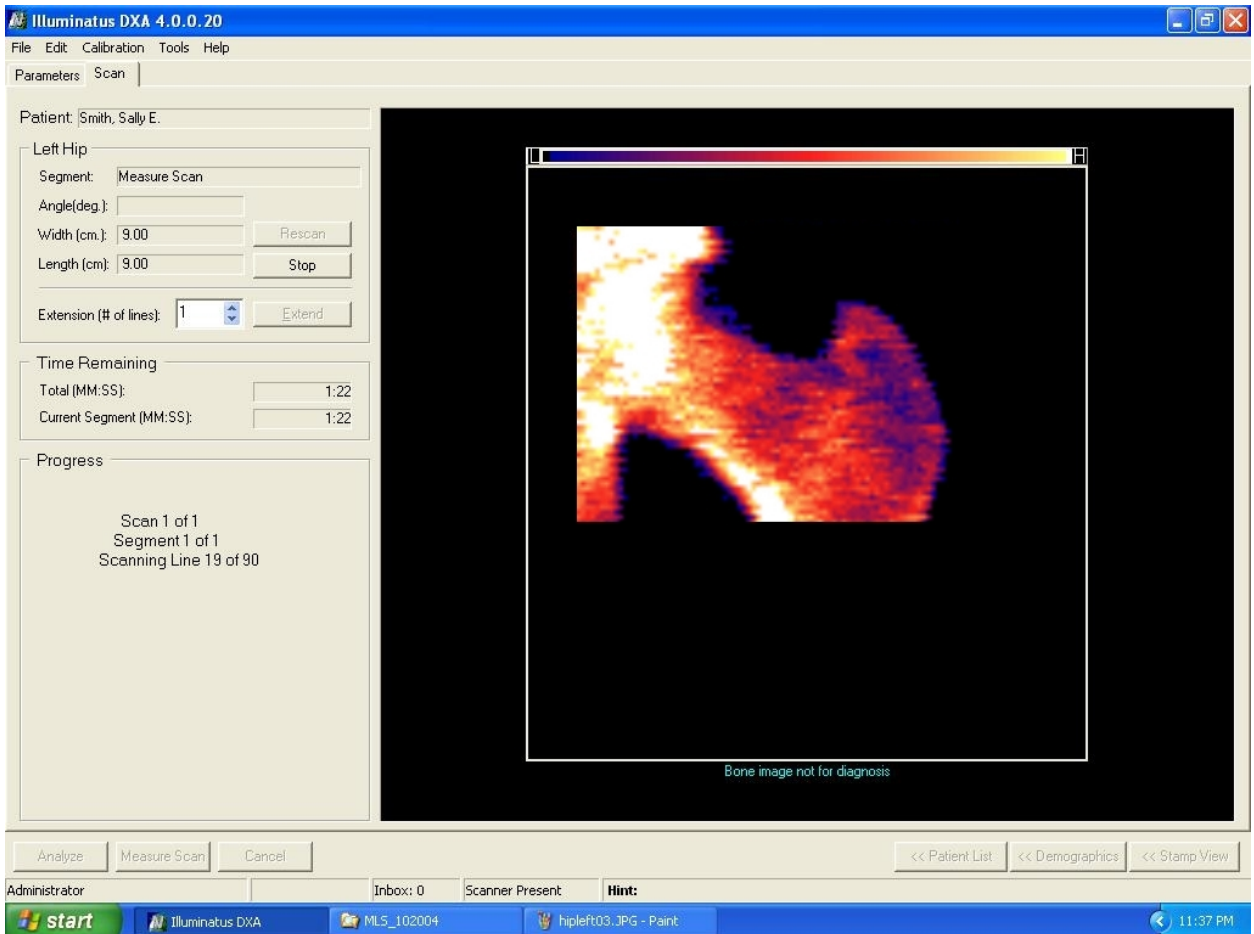 Illuminatus DXA 4.0.0.20
File Edit Calibration Tools Help
Parameters Scan
Patient: Smith, Sally E.
Left Hip
Segment: Measure Scan
Angle(deg.):
Width (cm.): 9.00 Rescan
Length (cm): 9.00 Stop
Extension (# of lines): 1 Extend
Time Remaining
Total (MM:SS): 1:22
Current Segment (MM:SS): 1:22
Progress
Scan 1 of 1
Segment 1 of 1
Scanning Line 19 of 90
L H
Bone image not for diagnosis
Analyze Measure Scan Cancel << Patient List << Demographics << Stamp View
Administrator Inbox: 0 Scanner Present Hint:
start Illuminatus DXA MLS_102004 hipleft03.JPG - Paint 11:37 PM